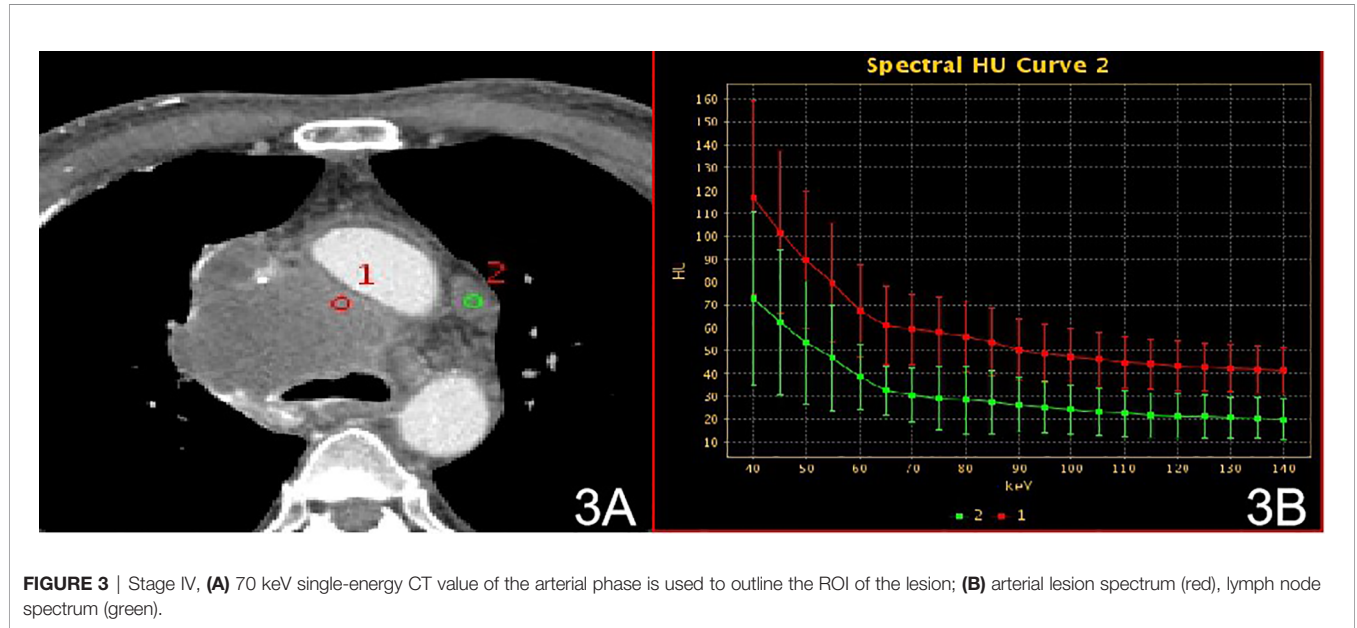 1
2
3A
Spectral HU Curve 2
160
150
140
130
120
110
100
90
80
70
60
50
40
30
20
10
HU
40 50 60 70 80 90 100 110 120 130 140
keV
2 1
3B
FIGURE 3 | Stage IV, (A) 70 keV single-energy CT value of the arterial phase is used to outline the ROI of the lesion; (B) arterial lesion spectrum (red), lymph node
spectrum (green).